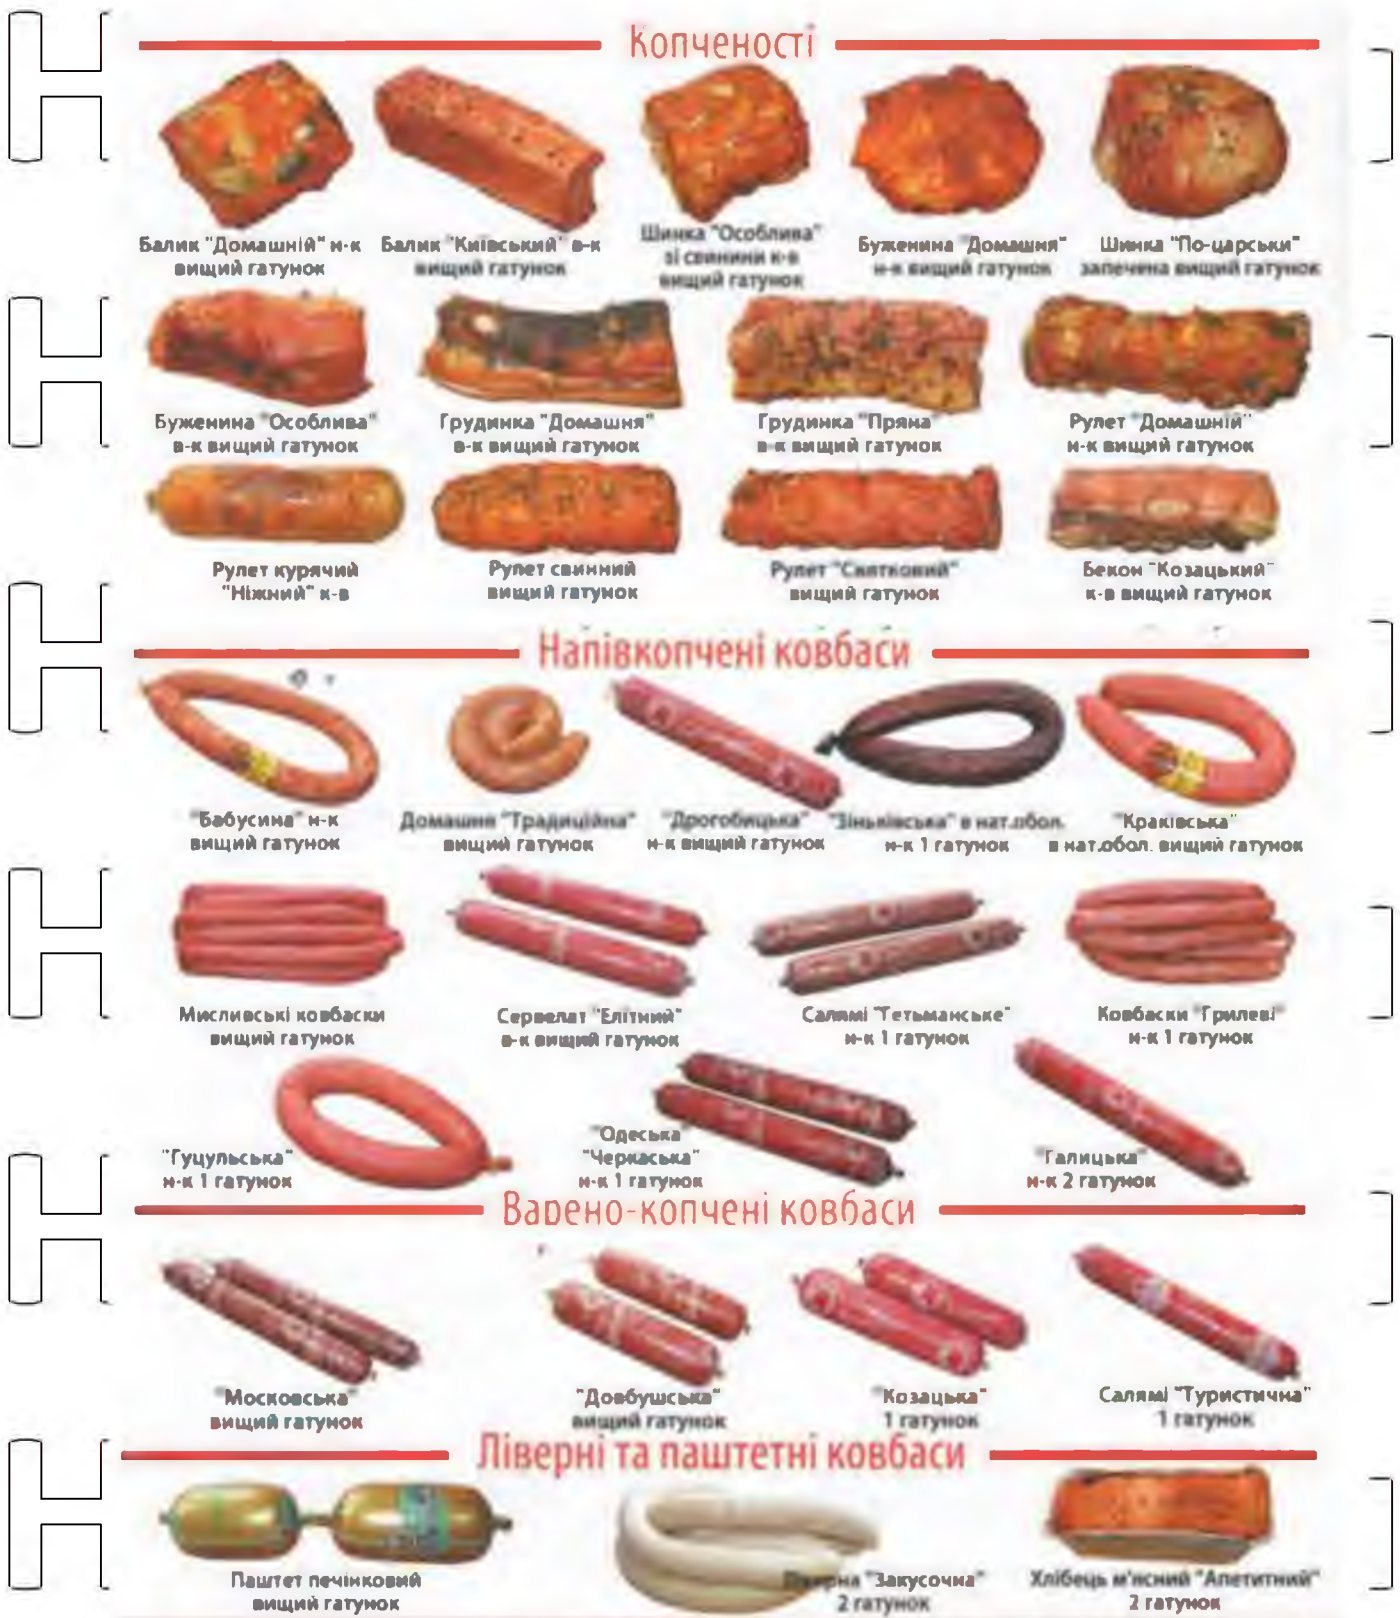 Копченості
Балик "Домашній" н-к
вищий гатунок
Балик "Київський" в-к
вищий гатунок
Шинка "Особлива"
зі свинини к-в
вищий гатунок
Буженина "Домашня"
н-к вищий гатунок
Шинка "По-царськи"
запечена вищий гатунок
Буженина "Особлива"
в-к вищий гатунок
Грудинка "Домашня"
в-к вищий гатунок
Грудинка "Пряна"
в-к вищий гатунок
Рулет "Домашній"
н-к вищий гатунок
Рулет курячий
"Ніжний" к-в
Рулет свинний
вищий гатунок
Рулет "Святковий"
вищий гатунок
Бекон "Козацький"
к-в вищий гатунок
Напівкопчені ковбаси
"Бабусина" н-к
вищий гатунок
Домашня "Традиційна"
вищий гатунок
"Дрогобицька"
н-к вищий гатунок
"Зіньківська" в нат.обол.
н-к 1 гатунок
"Краківська"
в нат.обол. вищий гатунок
Мисливські ковбаски
вищий гатунок
Сервелат "Елітний"
в-к вищий гатунок
Салямі "Гетьманське"
н-к 1 гатунок
Ковбаски "Грилеві"
н-к 1 гатунок
"Гуцульська"
н-к 1 гатунок
"Одеська"
"Черкаська"
н-к 1 гатунок
"Галицька"
н-к 2 гатунок
Варено-копчені ковбаси
"Московська"
вищий гатунок
"Довбушська"
вищий гатунок
"Козацька"
1 гатунок
Салямі "Туристична"
1 гатунок
Ліверні та паштетні ковбаси
Паштет печінковий
вищий гатунок
"Закусочна"
2 гатунок
Хлібець м'ясний "Апетитний"
2 гатунок